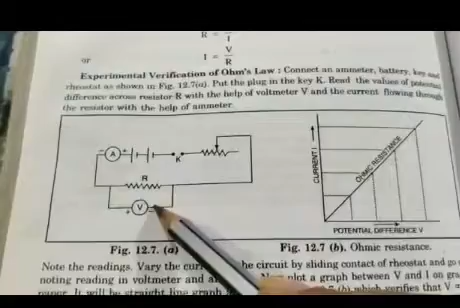 R = I
or I = V
R
Experimental Verification of Ohm's Law : Connect an ammeter, battery, key and
rheostat as shown in Fig. 12.7(a). Put the plug in the key K. Read the values of potential
difference across resistor R with the help of voltmeter V and the current flowing through
the resistor with the help of ammeter.
– A + K
R
+ V –
CURRENT I
OHMIC RESISTANCE
POTENTIAL DIFFERENCE V
Fig. 12.7. (a) Fig. 12.7 (b). Ohmic resistance.
Note the readings. Vary the the circuit by sliding contact of rheostat and go
noting reading in voltmeter and plot a graph between V and I on
paper. It will be straight line graph which verifies that V